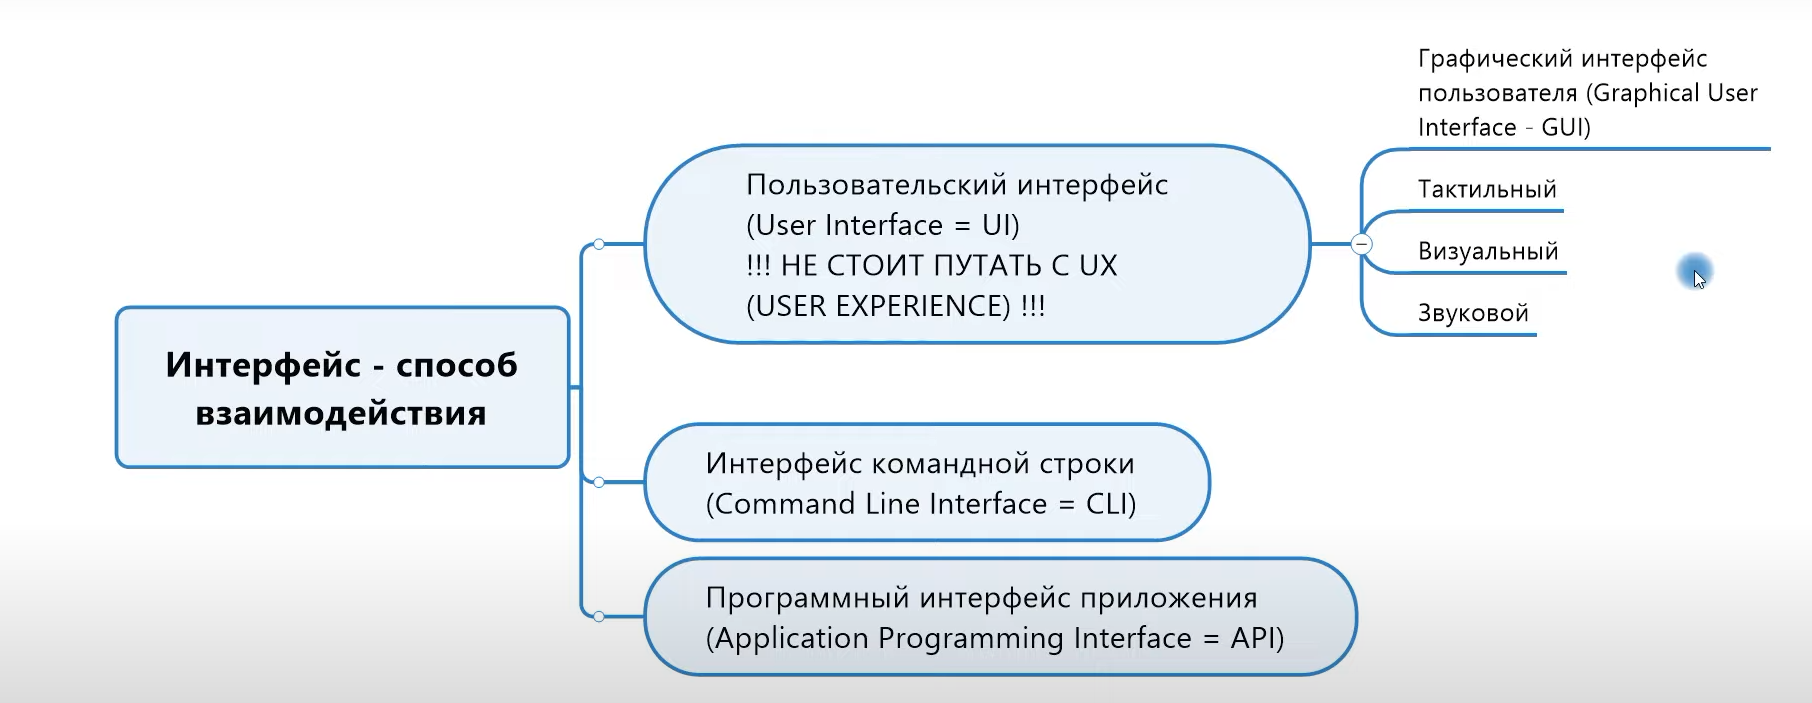 Интерфейс - способ
взаимодействия
Пользовательский интерфейс
(User Interface = UI)
!!! НЕ СТОИТ ПУТАТЬ С UX
(USER EXPERIENCE) !!!
Графический интерфейс
пользователя (Graphical User
Interface - GUI)
Тактильный
Визуальный
Звуковой
Интерфейс командной строки
(Command Line Interface = CLI)
Программный интерфейс приложения
(Application Programming Interface = API)